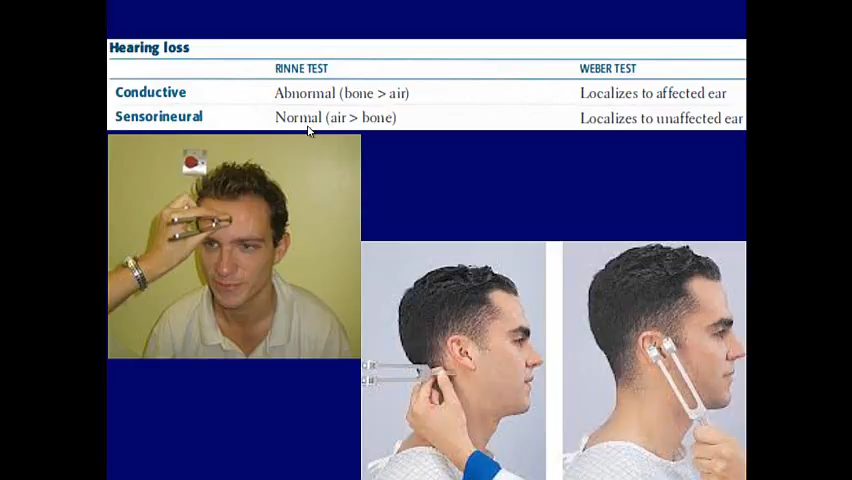 Hearing loss
RINNE TEST WEBER TEST
Conductive Abnormal (bone > air) Localizes to affected ear
Sensorineural Normal (air > bone) Localizes to unaffected ear